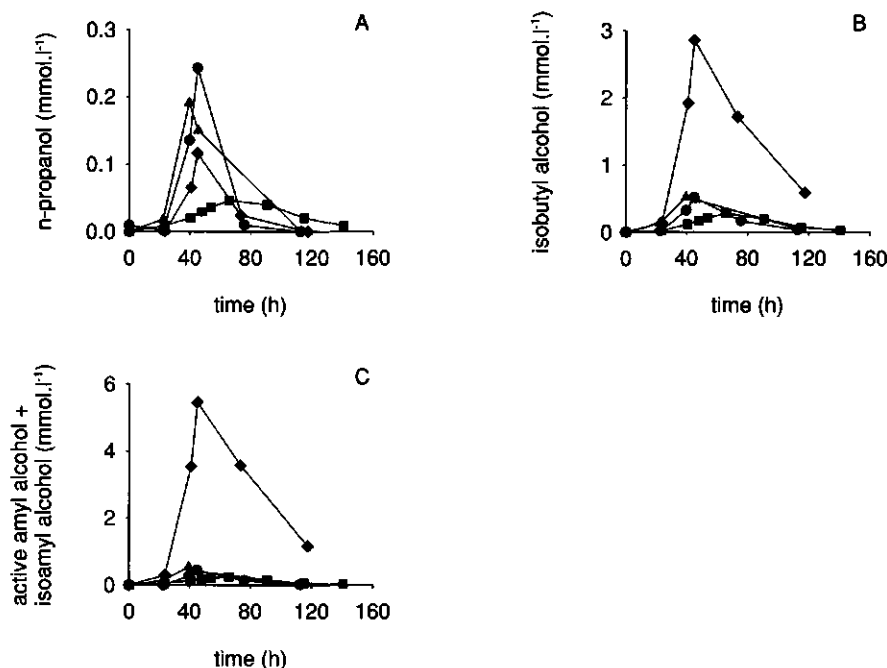 A
n-propanol (mmol.l⁻¹)
0.3
0.2
0.1
0.0
0 40 80 120 160
time (h)
B
isobutyl alcohol (mmol.l⁻¹)
3
2
1
0
0 40 80 120 160
time (h)
C
active amyl alcohol +
isoamyl alcohol (mmol.l⁻¹)
6
4
2
0
0 40 80 120 160
time (h)